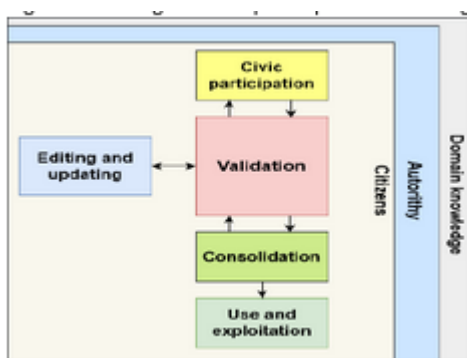 Civic
participation
Editing and
updating
Validation
Consolidation
Use and
exploitation
Citizens
Autorithy
Domain knowledge